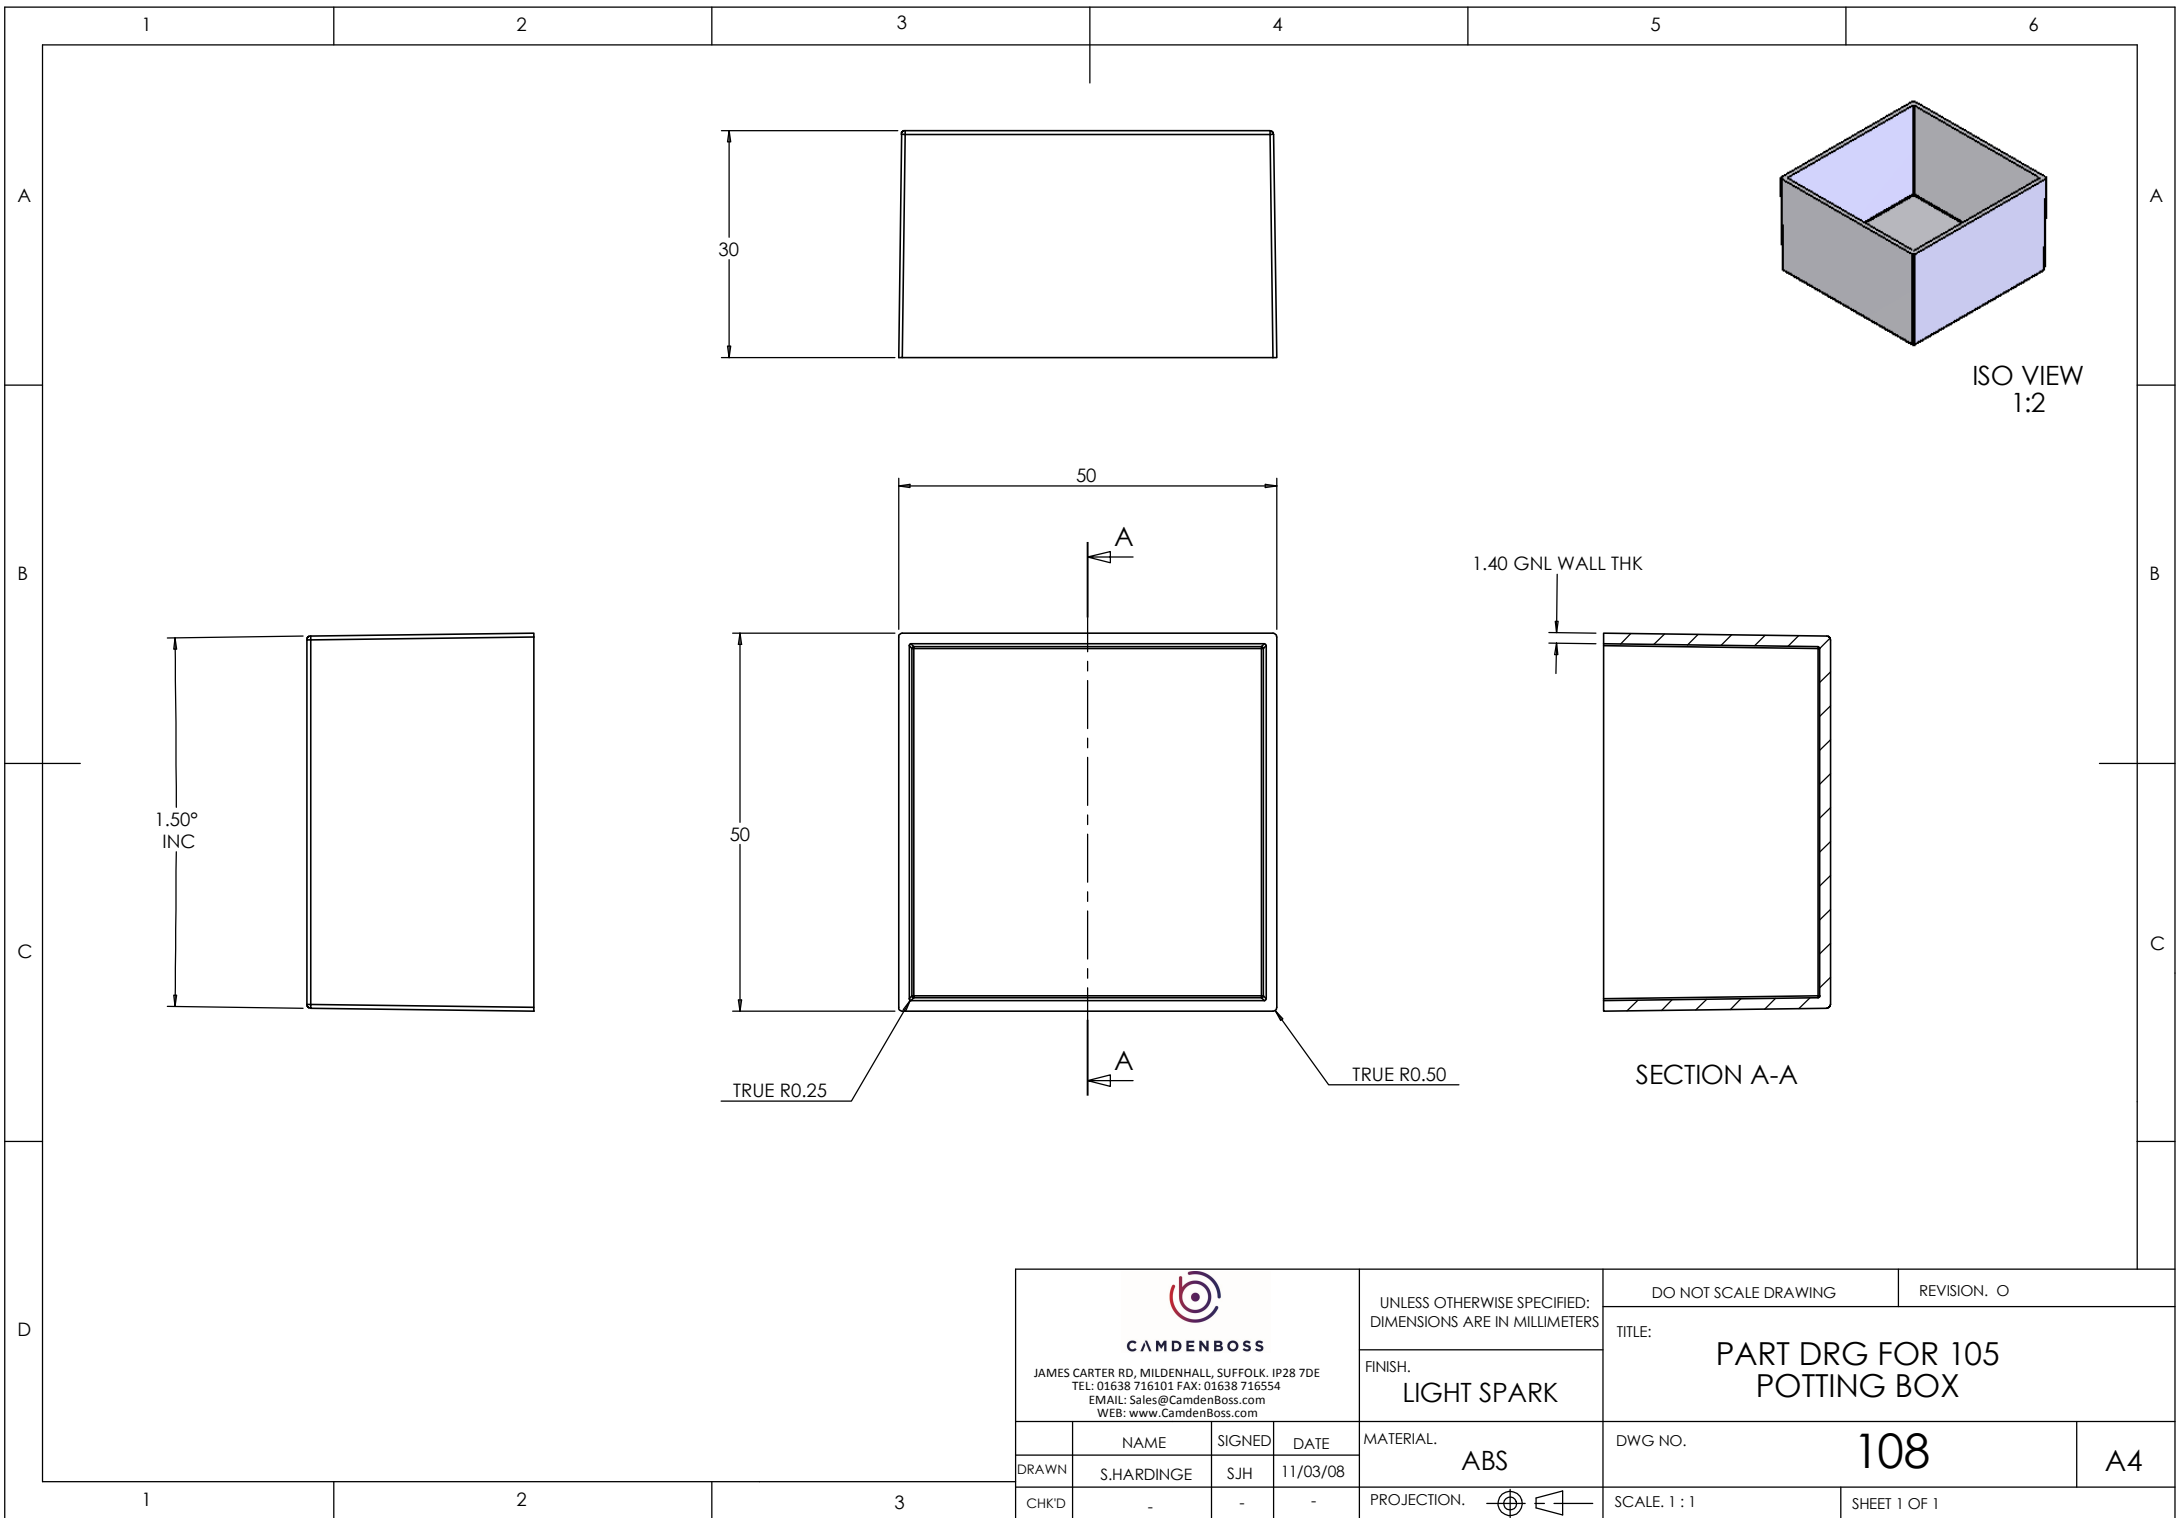 1 2 3 4 5 6
A A
30
ISO VIEW
1:2
50
A
1.40 GNL WALL THK
B B
1.50°
INC
50
C C
A
TRUE R0.25
TRUE R0.50
SECTION A-A
D
CAMDENBOSS
JAMES CARTER RD, MILDENHALL, SUFFOLK. IP28 7DE
TEL: 01638 716101 FAX: 01638 716554
EMAIL: Sales@CamdenBoss.com
WEB: www.CamdenBoss.com
UNLESS OTHERWISE SPECIFIED:
DIMENSIONS ARE IN MILLIMETERS
DO NOT SCALE DRAWING
REVISION. O
TITLE:
PART DRG FOR 105
POTTING BOX
FINISH.
LIGHT SPARK
NAME SIGNED DATE
DRAWN S.HARDINGE SJH 11/03/08
CHK'D - - -
MATERIAL.
ABS
DWG NO.
108
A4
PROJECTION.
SCALE. 1 : 1
SHEET 1 OF 1
1 2 3